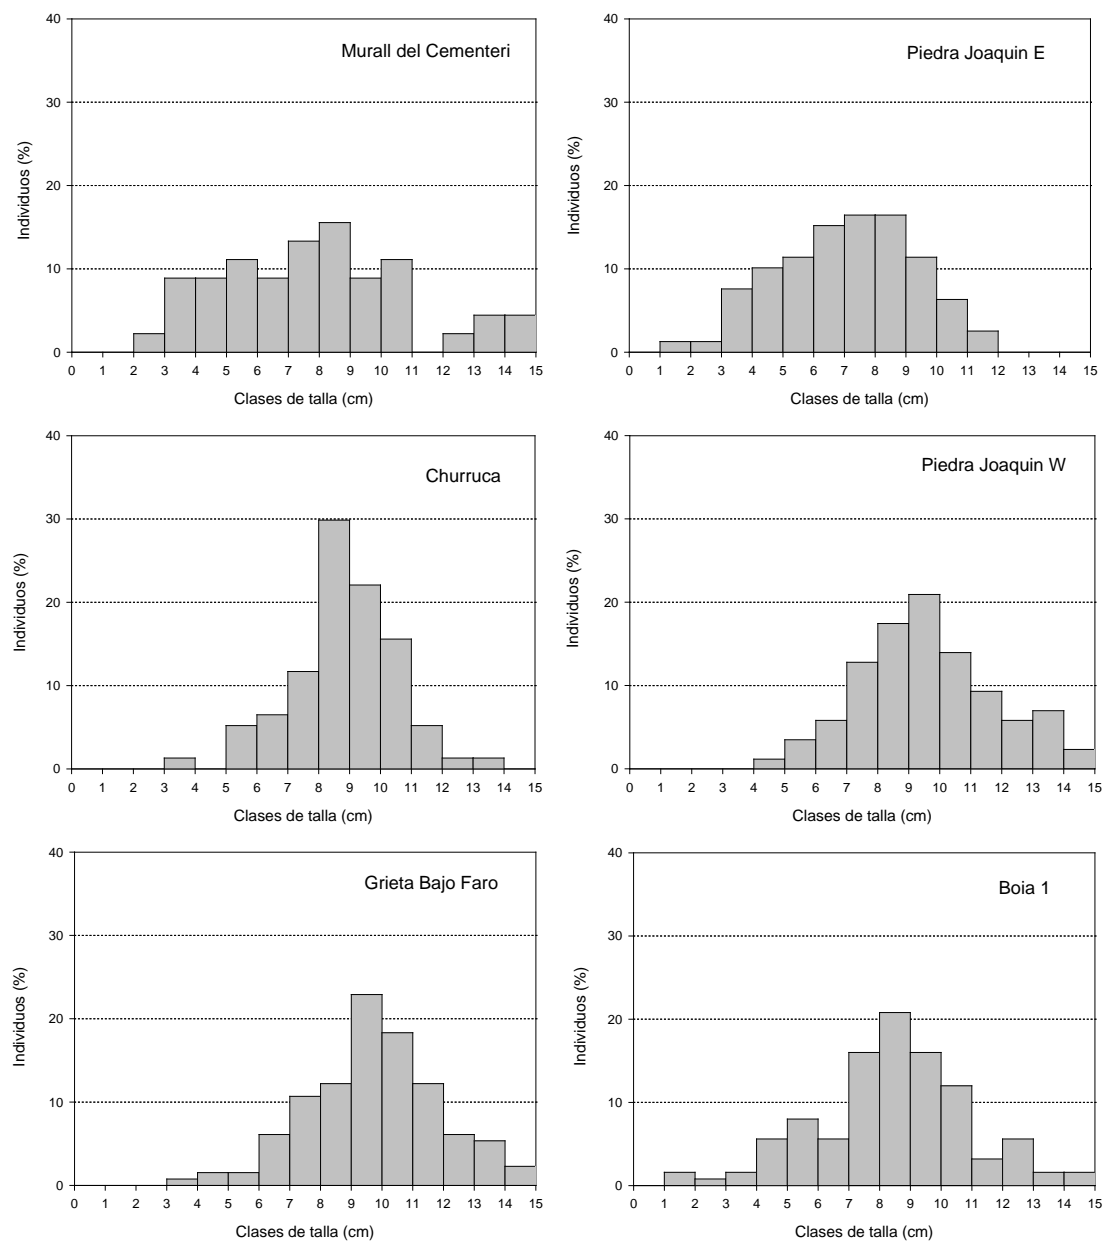 Murall del Cementeri
Individuos (%)
40
30
20
10
0
0 1 2 3 4 5 6 7 8 9 10 11 12 13 14 15
Clases de talla (cm)
Piedra Joaquin E
Individuos (%)
40
30
20
10
0
0 1 2 3 4 5 6 7 8 9 10 11 12 13 14 15
Clases de talla (cm)
Churruca
Individuos (%)
40
30
20
10
0
0 1 2 3 4 5 6 7 8 9 10 11 12 13 14 15
Clases de talla (cm)
Piedra Joaquin W
Individuos (%)
40
30
20
10
0
0 1 2 3 4 5 6 7 8 9 10 11 12 13 14 15
Clases de talla (cm)
Grieta Bajo Faro
Individuos (%)
40
30
20
10
0
0 1 2 3 4 5 6 7 8 9 10 11 12 13 14 15
Clases de talla (cm)
Boia 1
Individuos (%)
40
30
20
10
0
0 1 2 3 4 5 6 7 8 9 10 11 12 13 14 15
Clases de talla (cm)